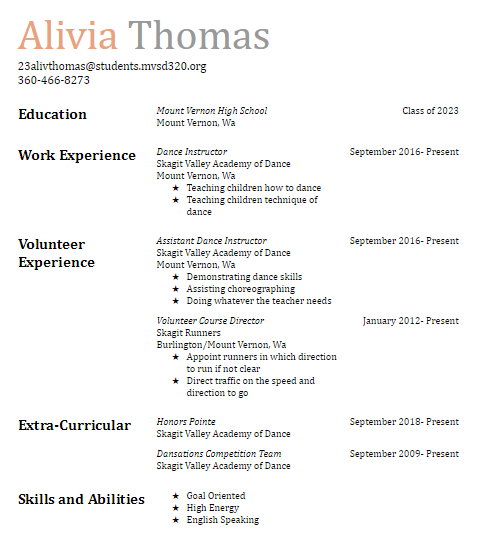 Alivia Thomas
23alivthomas@students.mvsd320.org
360-466-8273
Education
Mount Vernon High School
Class of 2023
Mount Vernon, Wa
Work Experience
Dance Instructor
September 2016- Present
Skagit Valley Academy of Dance
Mount Vernon, Wa
★ Teaching children how to dance
★ Teaching children technique of
dance
Volunteer
Experience
Assistant Dance Instructor
September 2016- Present
Skagit Valley Academy of Dance
Mount Vernon, Wa
★ Demonstrating dance skills
★ Assisting choreographing
★ Doing whatever the teacher needs
Volunteer Course Director
January 2012- Present
Skagit Runners
Burlington/Mount Vernon, Wa
★ Appoint runners in which direction
to run if not clear
★ Direct traffic on the speed and
direction to go
Extra-Curricular
Honors Pointe
September 2018- Present
Skagit Valley Academy of Dance
Dansations Competition Team
September 2009- Present
Skagit Valley Academy of Dance
Skills and Abilities
★ Goal Oriented
★ High Energy
★ English Speaking